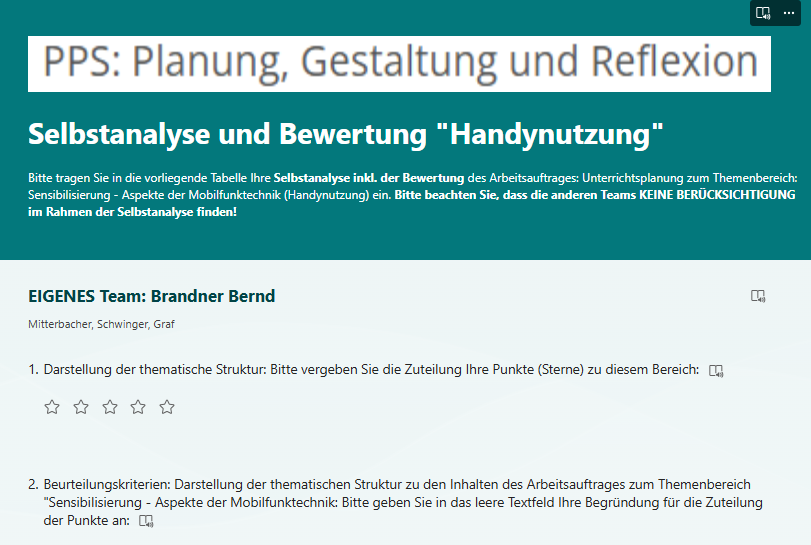 PPS: Planung, Gestaltung und Reflexion
Selbstanalyse und Bewertung "Handynutzung"
Bitte tragen Sie in die vorliegende Tabelle Ihre Selbstanalyse inkl. der Bewertung des Arbeitsauftrages: Unterrichtsplanung zum Themenbereich:
Sensibilisierung - Aspekte der Mobilfunktechnik (Handynutzung) ein. Bitte beachten Sie, dass die anderen Teams KEINE BERÜCKSICHTIGUNG
im Rahmen der Selbstanalyse finden!
EIGENES Team: Brandner Bernd
Mitterbacher, Schwinger, Graf
1. Darstellung der thematische Struktur: Bitte vergeben Sie die Zuteilung Ihre Punkte (Sterne) zu diesem Bereich:
2. Beurteilungskriterien: Darstellung der thematischen Struktur zu den Inhalten des Arbeitsauftrages zum Themenbereich
"Sensibilisierung - Aspekte der Mobilfunktechnik: Bitte geben Sie in das leere Textfeld Ihre Begründung für die Zuteilung
der Punkte an: